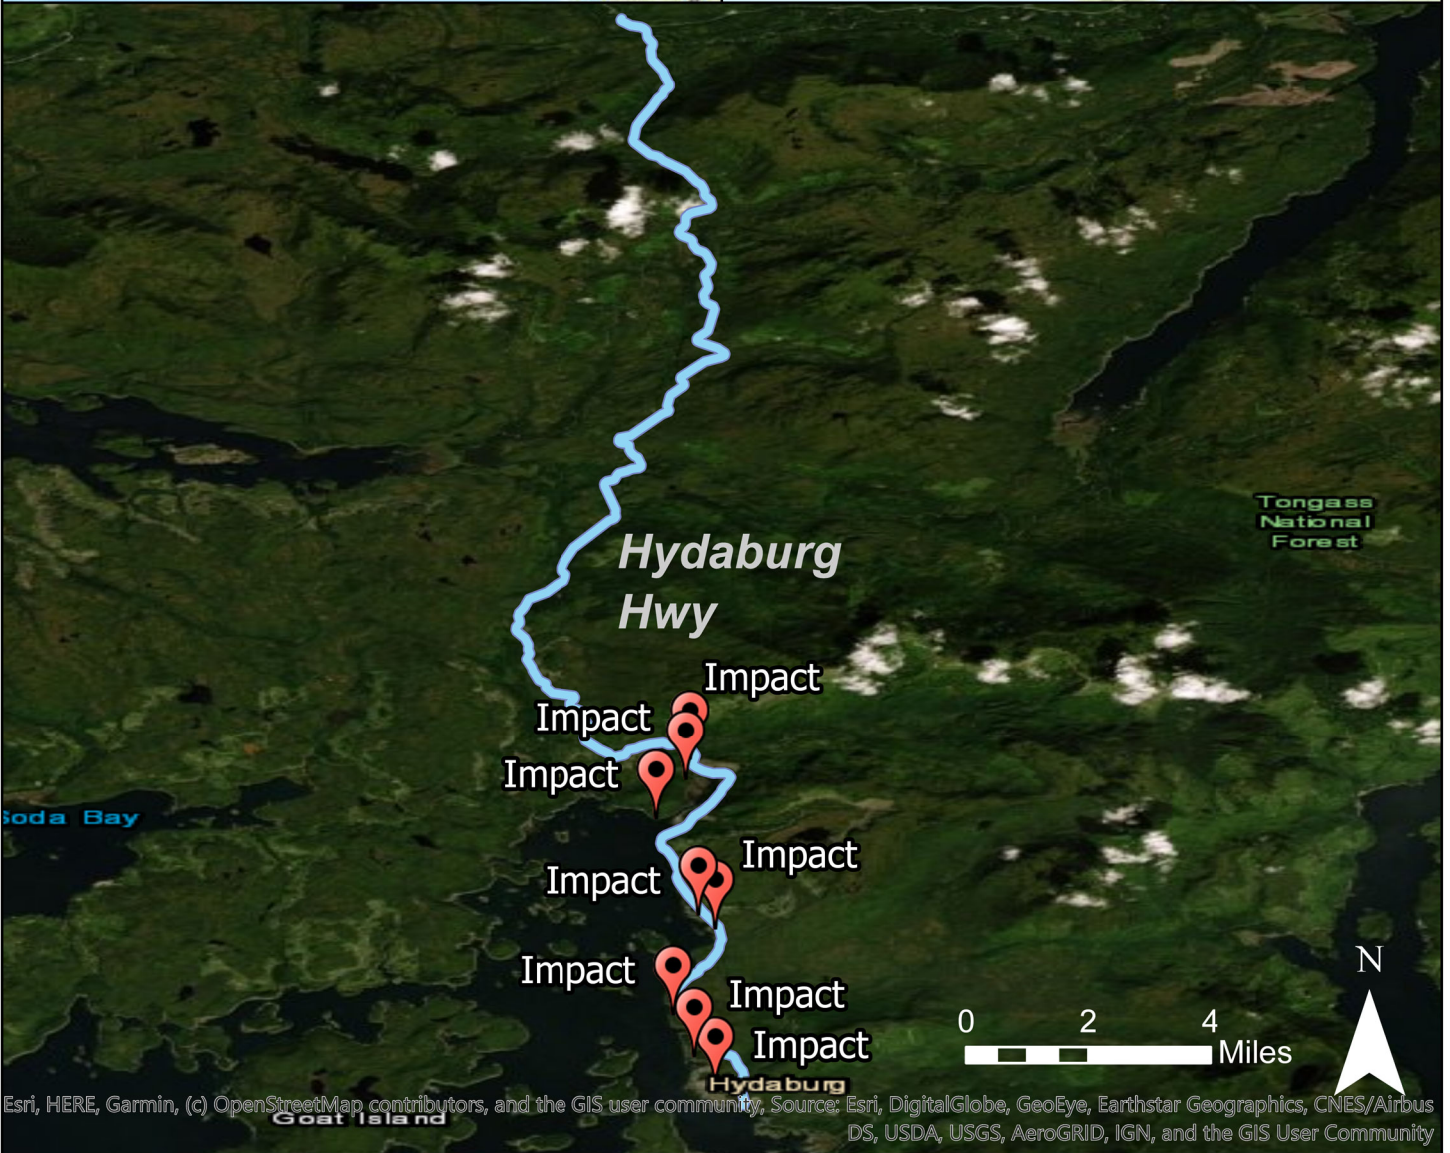 Hydaburg
Hwy
Tongass
National
Forest
Impact
Impact
Impact
Soda Bay
Impact
Impact
Impact
Impact
Impact
N
0 2 4
Miles
Hydaburg
Goat Island
Esri, HERE, Garmin, (c) OpenStreetMap contributors, and the GIS user community, Source: Esri, DigitalGlobe, GeoEye, Earthstar Geographics, CNES/Airbus
DS, USDA, USGS, AeroGRID, IGN, and the GIS User Community